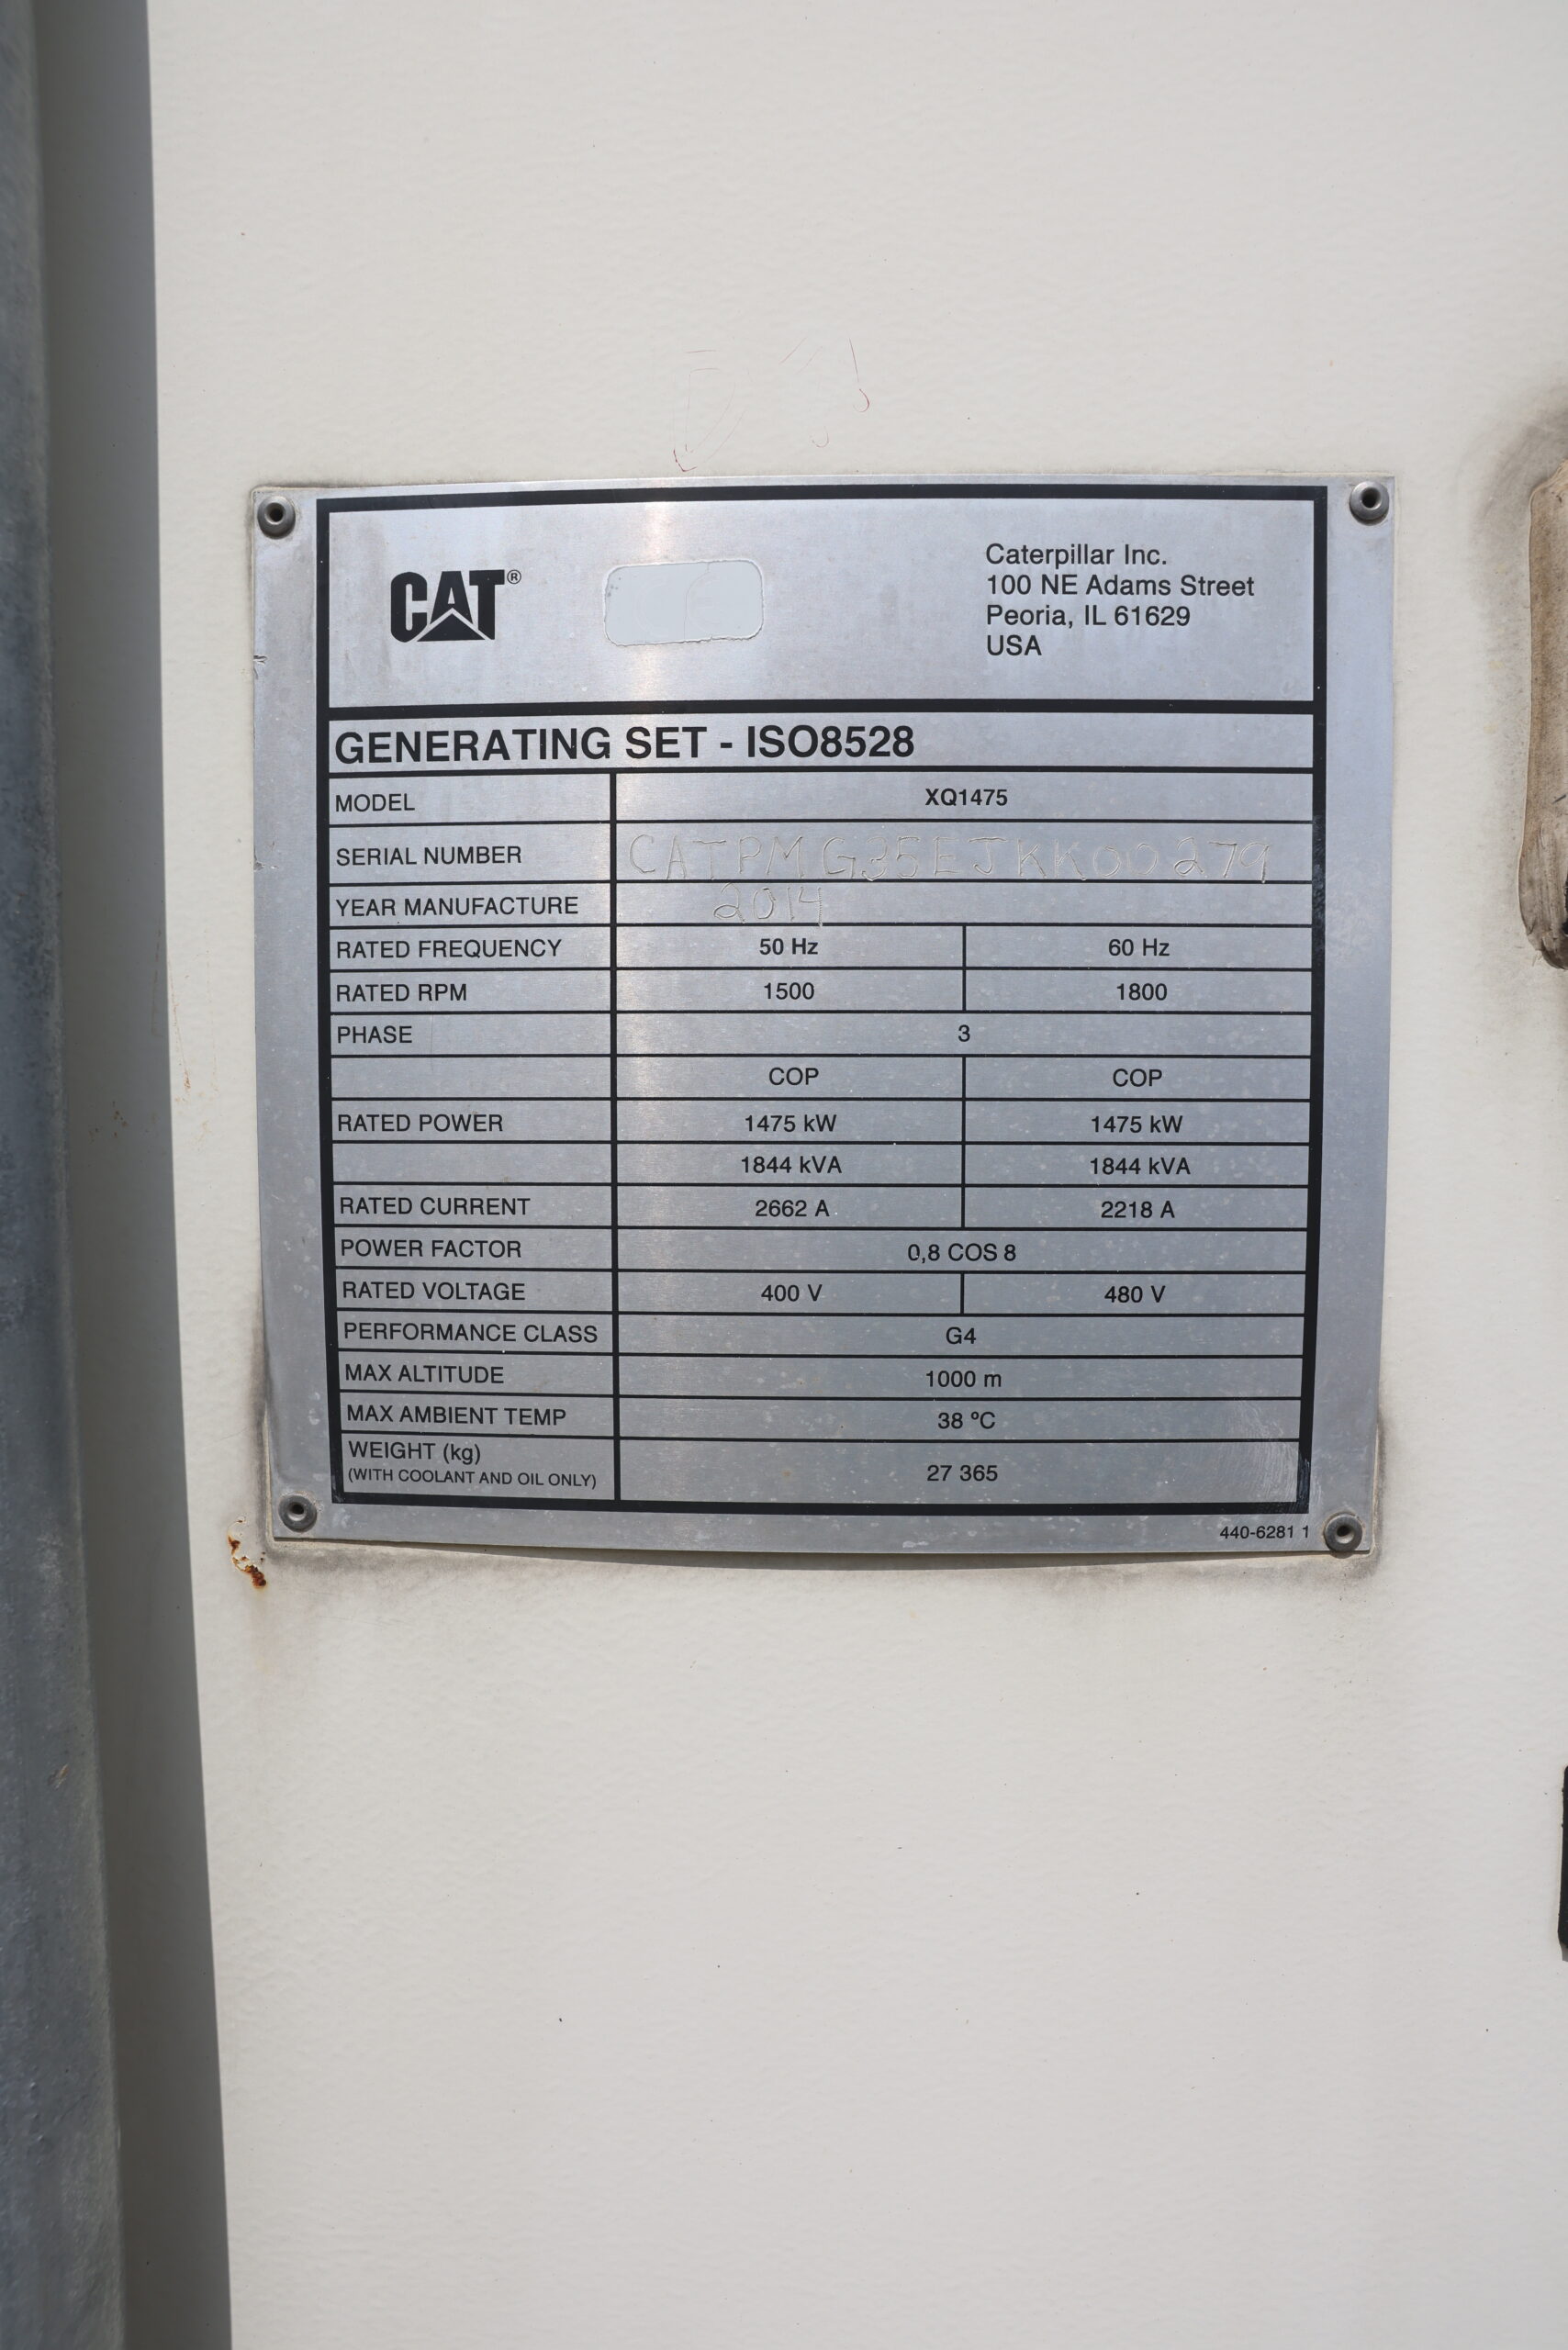 CAT®
Caterpillar Inc.
100 NE Adams Street
Peoria, IL 61629
USA
GENERATING SET - ISO8528
MODEL XQ1475
SERIAL NUMBER CATPMG35EJKK00279
YEAR MANUFACTURE 2014
RATED FREQUENCY 50 Hz 60 Hz
RATED RPM 1500 1800
PHASE 3
COP COP
RATED POWER 1475 kW 1475 kW
1844 kVA 1844 kVA
RATED CURRENT 2662 A 2218 A
POWER FACTOR 0,8 COS 8
RATED VOLTAGE 400 V 480 V
PERFORMANCE CLASS G4
MAX ALTITUDE 1000 m
MAX AMBIENT TEMP 38 ºC
WEIGHT (kg) 27 365
(WITH COOLANT AND OIL ONLY)
440-6281 1